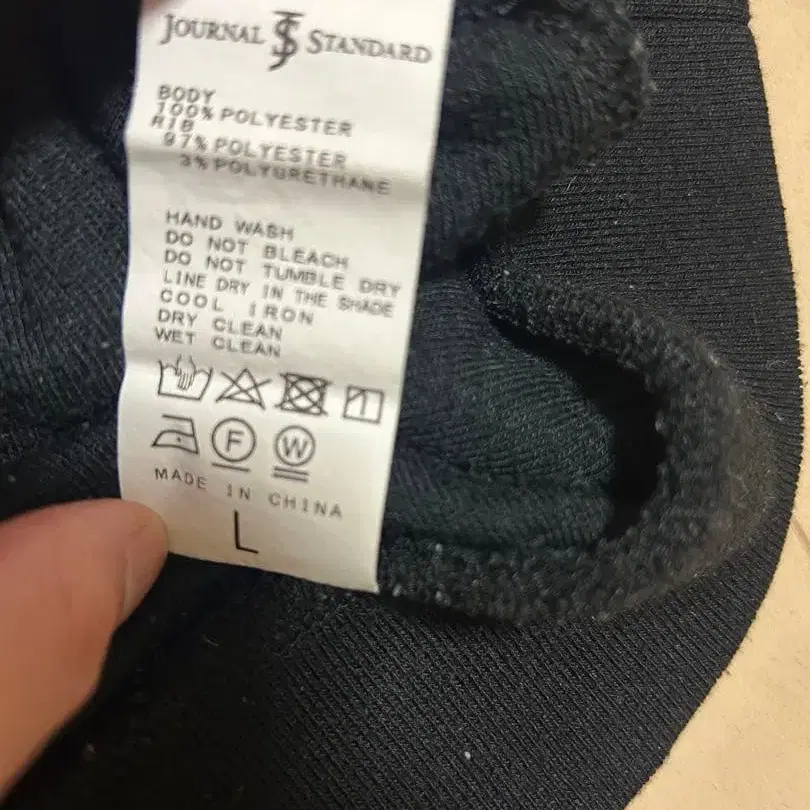 JOURNAL JS STANDARD
BODY
100% POLYESTER
RIB
97% POLYESTER
3% POLYURETHANE
HAND WASH
DO NOT BLEACH
DO NOT TUMBLE DRY
LINE DRY IN THE SHADE
COOL IRON
DRY CLEAN
WET CLEAN
F W
MADE IN CHINA
L